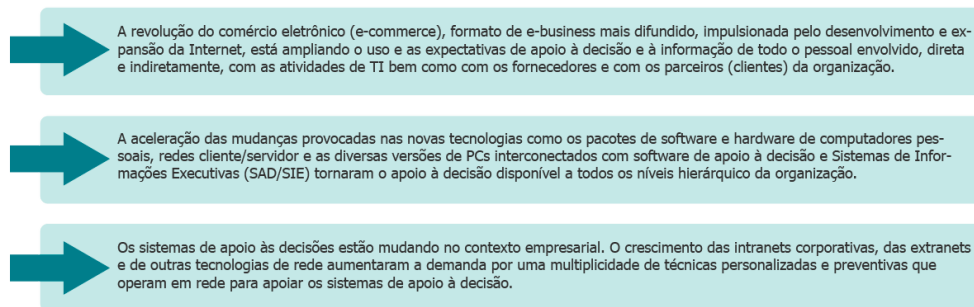 A revolução do comércio eletrônico (e-commerce), formato de e-business mais difundido, impulsionada pelo desenvolvimento e ex-
pansão da Internet, está ampliando o uso e as expectativas de apoio à decisão e à informação de todo o pessoal envolvido, direta
e indiretamente, com as atividades de TI bem como com os fornecedores e com os parceiros (clientes) da organização.
A aceleração das mudanças provocadas nas novas tecnologias como os pacotes de software e hardware de computadores pes-
soais, redes cliente/servidor e as diversas versões de PCs interconectados com software de apoio à decisão e Sistemas de Infor-
mações Executivas (SAD/SIE) tornaram o apoio à decisão disponível a todos os níveis hierárquico da organização.
Os sistemas de apoio às decisões estão mudando no contexto empresarial. O crescimento das intranets corporativas, das extranets
e de outras tecnologias de rede aumentaram a demanda por uma multiplicidade de técnicas personalizadas e preventivas que
operam em rede para apoiar os sistemas de apoio à decisão.